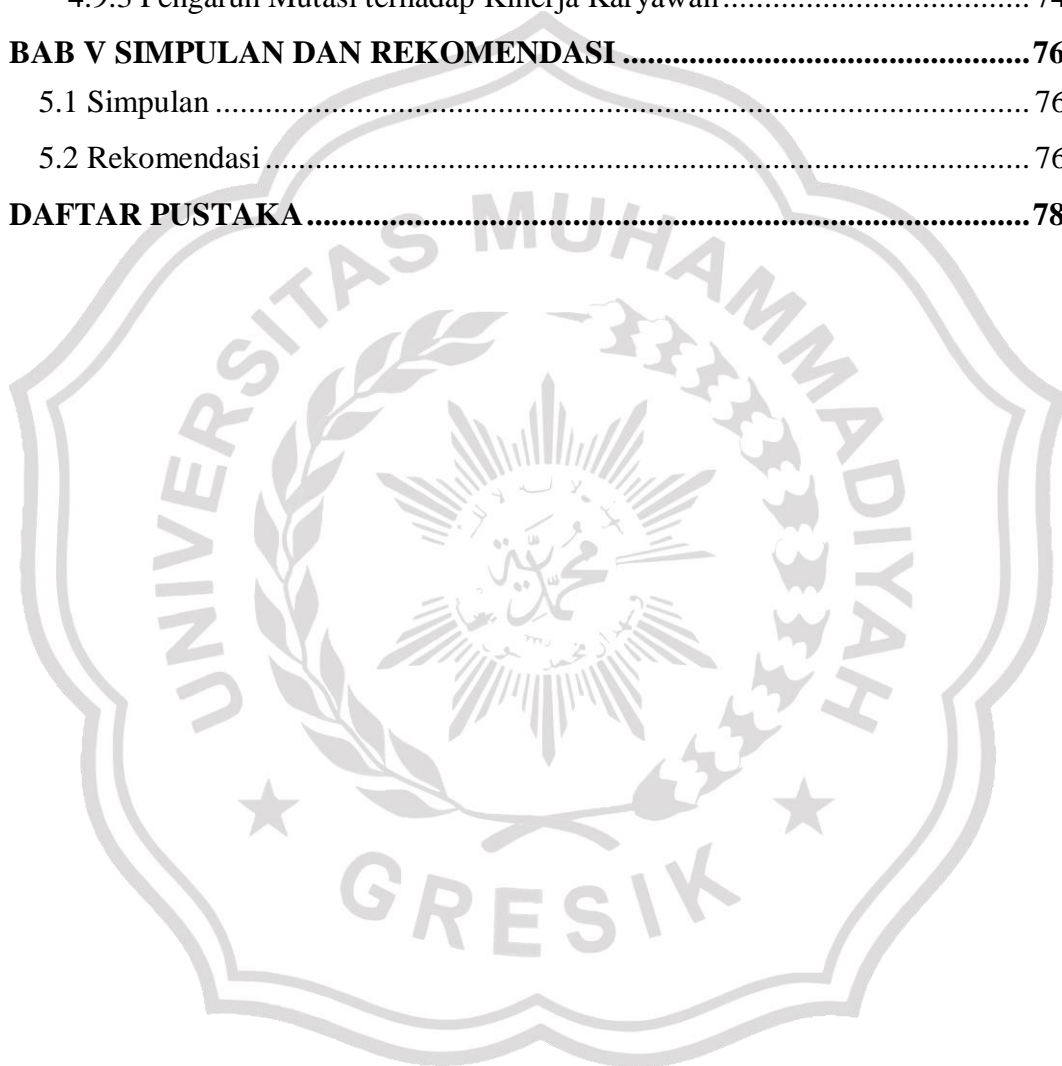 4.9.3 Pengaruh Mutasi terhadap Kinerja Karyawan ..................................... 74
BAB V SIMPULAN DAN REKOMENDASI ................................................. 76
5.1 Simpulan .................................................................................................. 76
5.2 Rekomendasi ............................................................................................ 76
DAFTAR PUSTAKA ........................................................................................ 78
UNIVERSITAS MUHAMMADIYAH
GRESIK